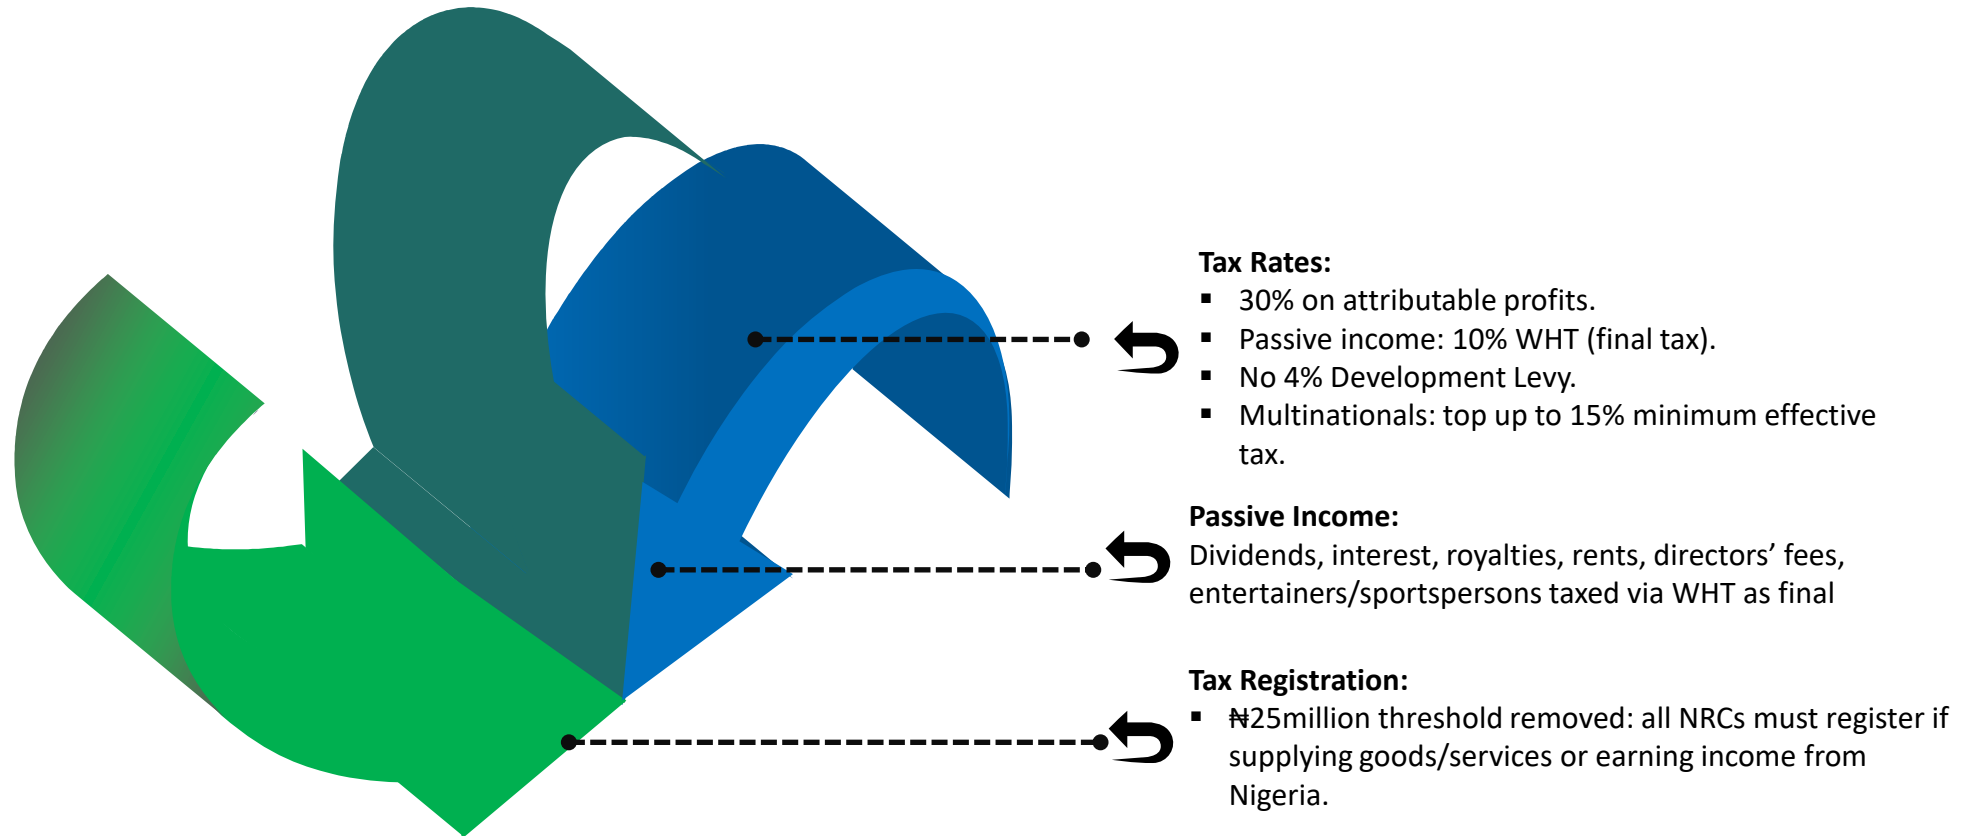 Tax Rates:
▪ 30% on attributable profits.
▪ Passive income: 10% WHT (final tax).
▪ No 4% Development Levy.
▪ Multinationals: top up to 15% minimum effective
tax.
Passive Income:
Dividends, interest, royalties, rents, directors’ fees,
entertainers/sportspersons taxed via WHT as final
Tax Registration:
▪ ₦25million threshold removed: all NRCs must register if
supplying goods/services or earning income from
Nigeria.